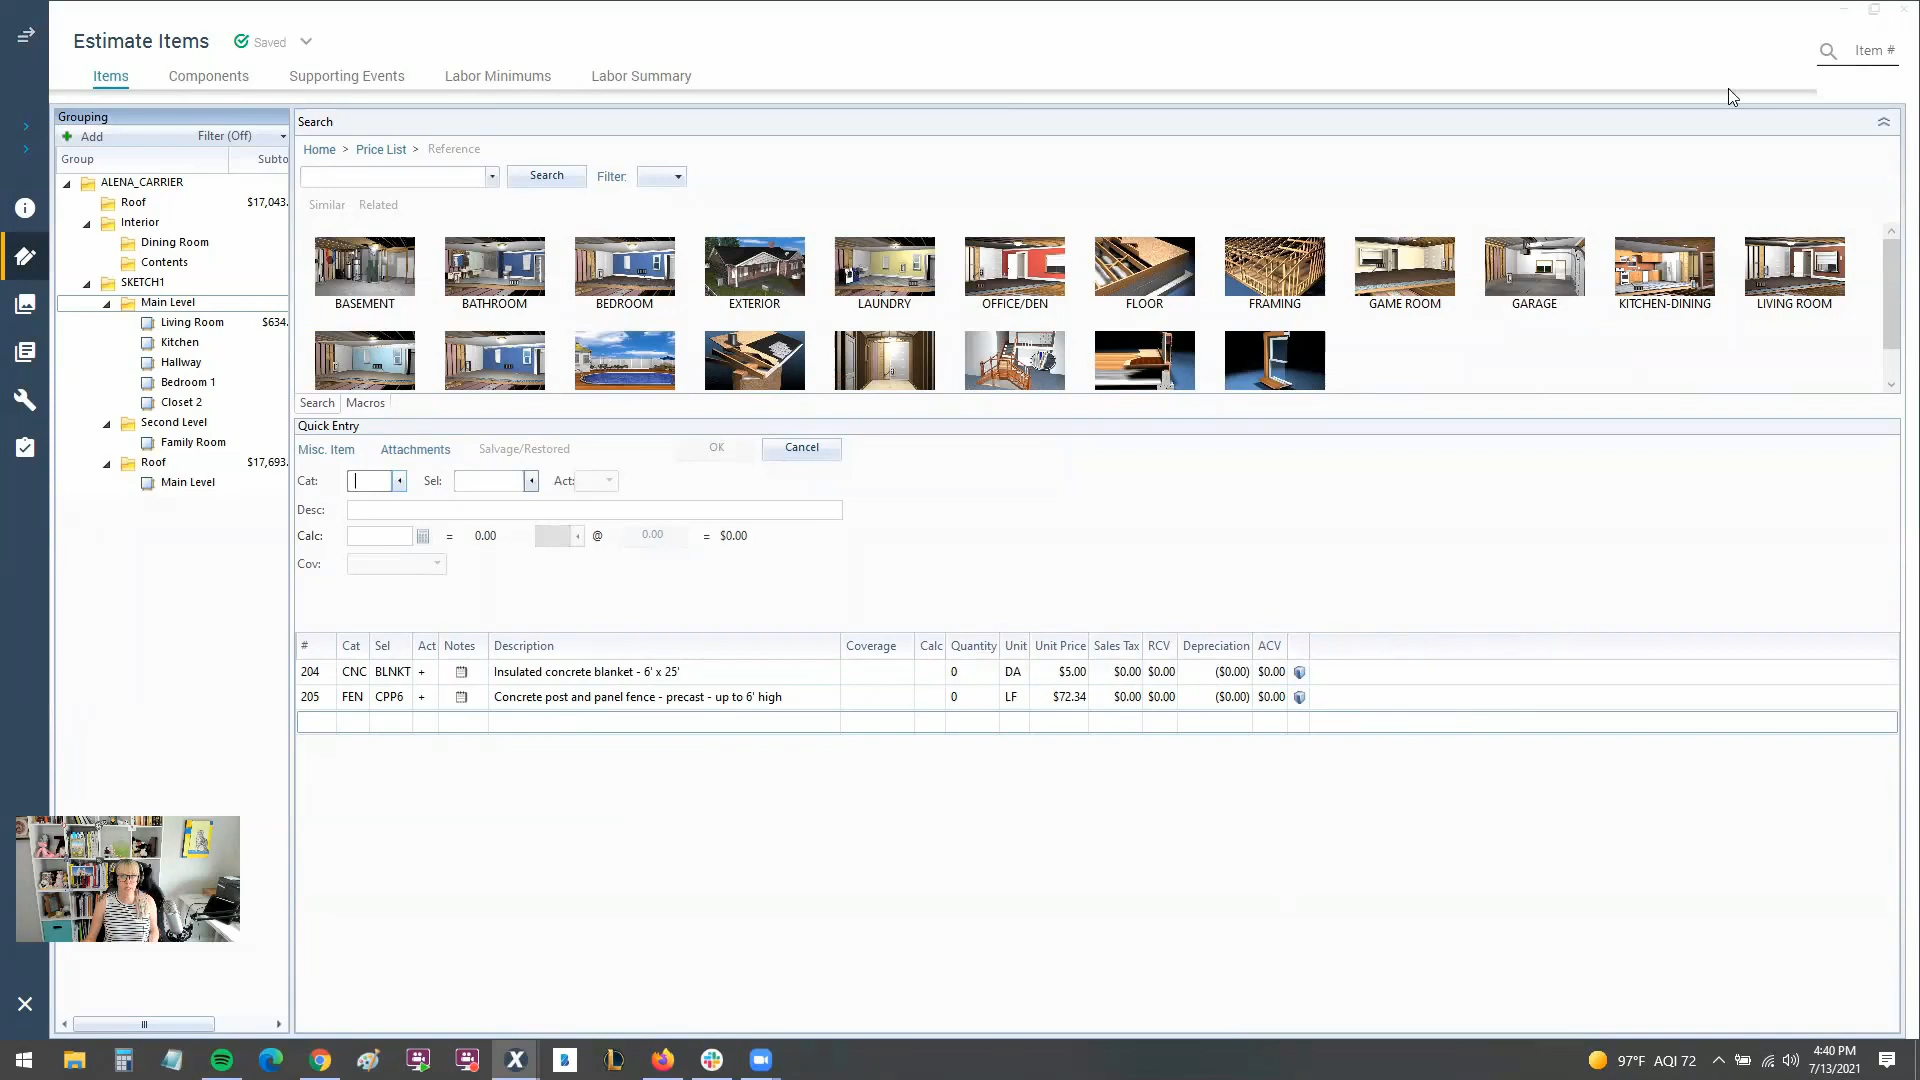 Estimate Items Saved
Item #
Items Components Supporting Events Labor Minimums Labor Summary
Grouping
Add Filter (Off)
Group Subto
ALENA_CARRIER
Roof $17,043.
Interior
Dining Room
Contents
SKETCH1
Main Level
Living Room $634.
Kitchen
Hallway
Bedroom 1
Closet 2
Second Level
Family Room
Roof $17,693.
Main Level
Search
Home > Price List > Reference
Search Filter:
Similar Related
BASEMENT BATHROOM BEDROOM EXTERIOR LAUNDRY OFFICE/DEN FLOOR FRAMING GAME ROOM GARAGE KITCHEN-DINING LIVING ROOM
Search Macros
Quick Entry
Misc. Item Attachments Salvage/Restored OK Cancel
Cat: Sel: Act:
Desc:
Calc: = 0.00 @ 0.00 = $0.00
Cov:
# Cat Sel Act Notes Description Coverage Calc Quantity Unit Unit Price Sales Tax RCV Depreciation ACV
204 CNC BLNKT + Insulated concrete blanket - 6' x 25' 0 DA $5.00 $0.00 $0.00 ($0.00) $0.00
205 FEN CPP6 + Concrete post and panel fence - precast - up to 6' high 0 LF $72.34 $0.00 $0.00 ($0.00) $0.00
97°F AQI 72
4:40 PM
7/13/2021